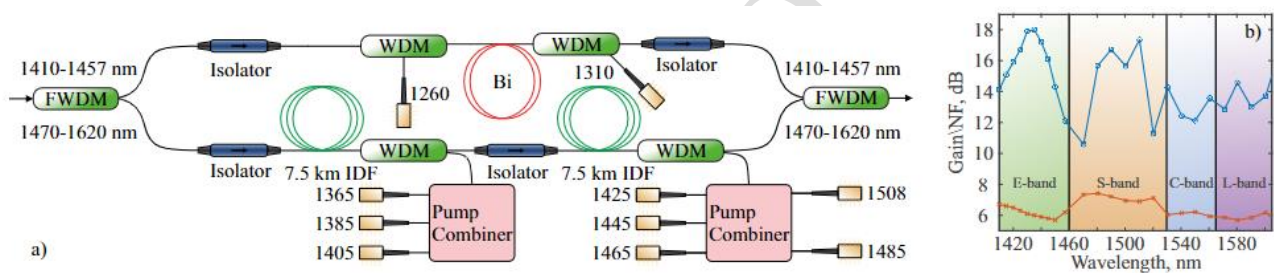 1410-1457 nm
FWDM
1470-1620 nm
Isolator
WDM
1260
Bi
WDM
1310
Isolator
1410-1457 nm
FWDM
1470-1620 nm
Isolator
7.5 km IDF
WDM
Isolator
7.5 km IDF
WDM
1365
1385
1405
Pump
Combiner
1425
1445
1465
Pump
Combiner
1508
1485
a)
b)
Gain\NF, dB
18
16
14
12
10
8
6
E-band
S-band
C-band
L-band
1420 1460 1500 1540 1580
Wavelength, nm